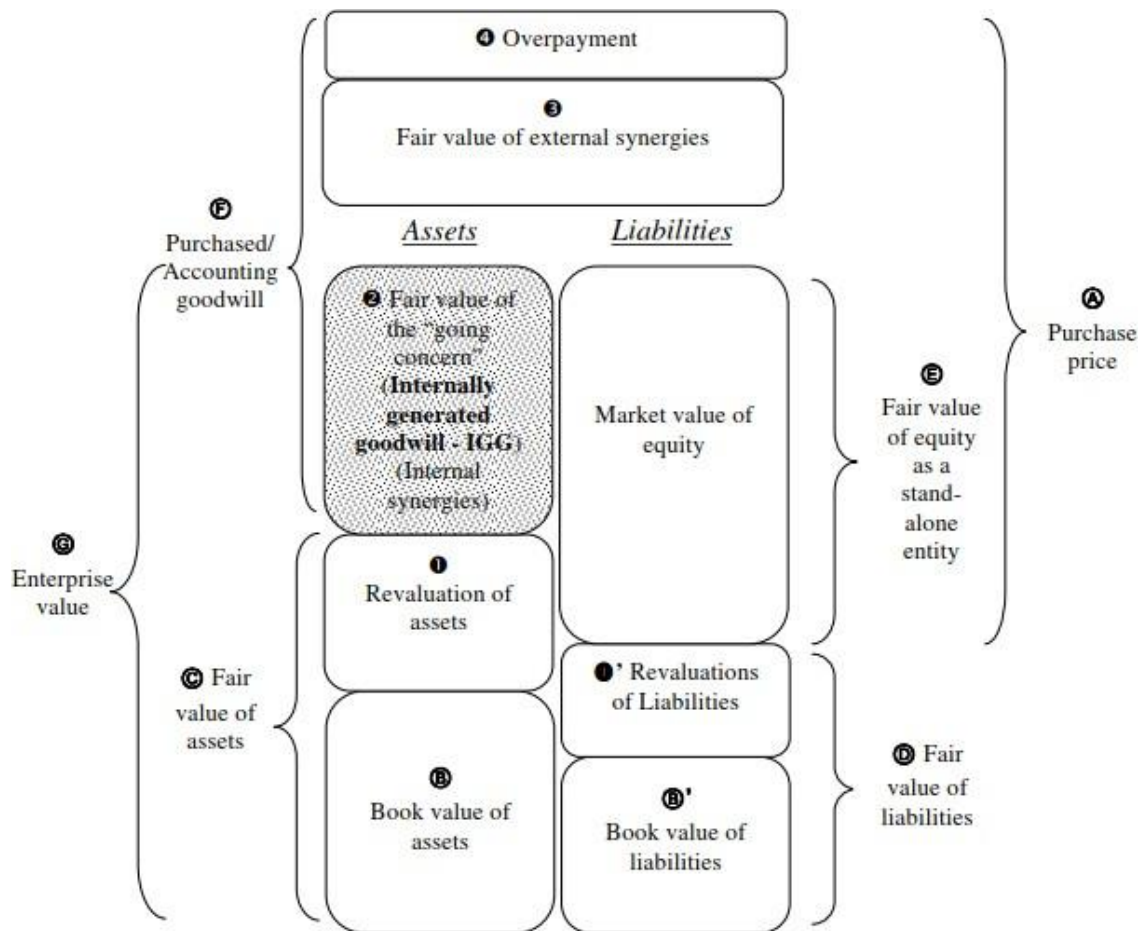 ❹ Overpayment
❸
Fair value of external synergies
Ⓕ
Purchased/
Accounting
goodwill
Assets
Liabilities
❷ Fair value of
the “going
concern”
(Internally
generated
goodwill - IGG)
(Internal
synergies)
Market value of
equity
Ⓐ
Purchase
price
Ⓔ
Fair value
of equity
as a
stand-
alone
entity
Ⓖ
Enterprise
value
❶
Revaluation of
assets
Ⓒ Fair
value of
assets
❶’ Revaluations
of Liabilities
Ⓑ
Book value of
assets
Ⓑ’
Book value of
liabilities
Ⓓ Fair
value of
liabilities